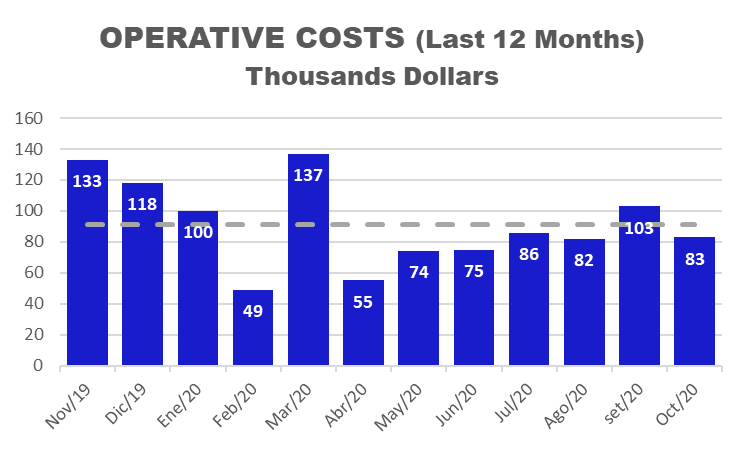 OPERATIVE COSTS (Last 12 Months)
Thousands Dollars
160
140
120
100
80
60
40
20
0
133
118
100
49
137
55
74
75
86
82
103
83
Nov/19
Dic/19
Ene/20
Feb/20
Mar/20
Abr/20
May/20
Jun/20
Jul/20
Ago/20
set/20
Oct/20